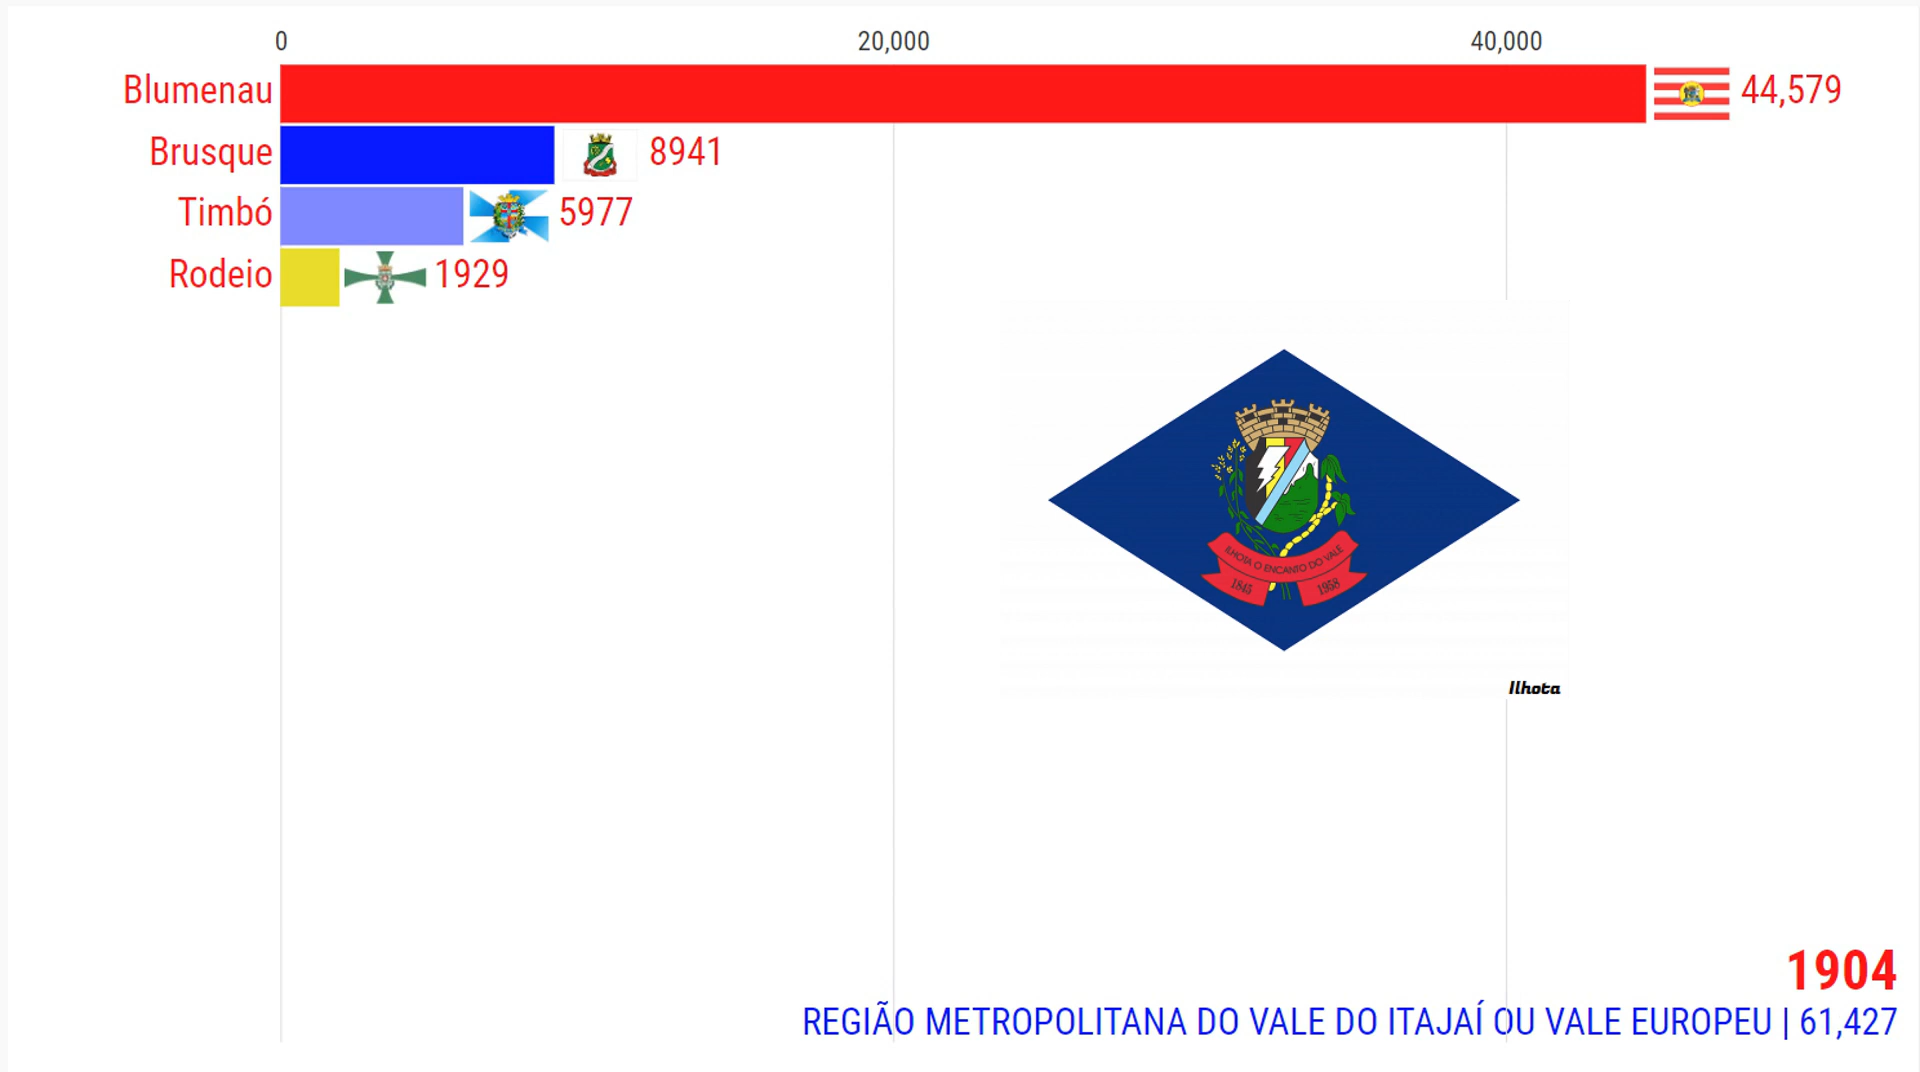 0 20,000 40,000
Blumenau 44,579
Brusque 8941
Timbó 5977
Rodeio 1929
ILHOTA O ENCANTO DO VALE
1845 1958
Ilhota
1904
REGIÃO METROPOLITANA DO VALE DO ITAJAÍ OU VALE EUROPEU | 61,427